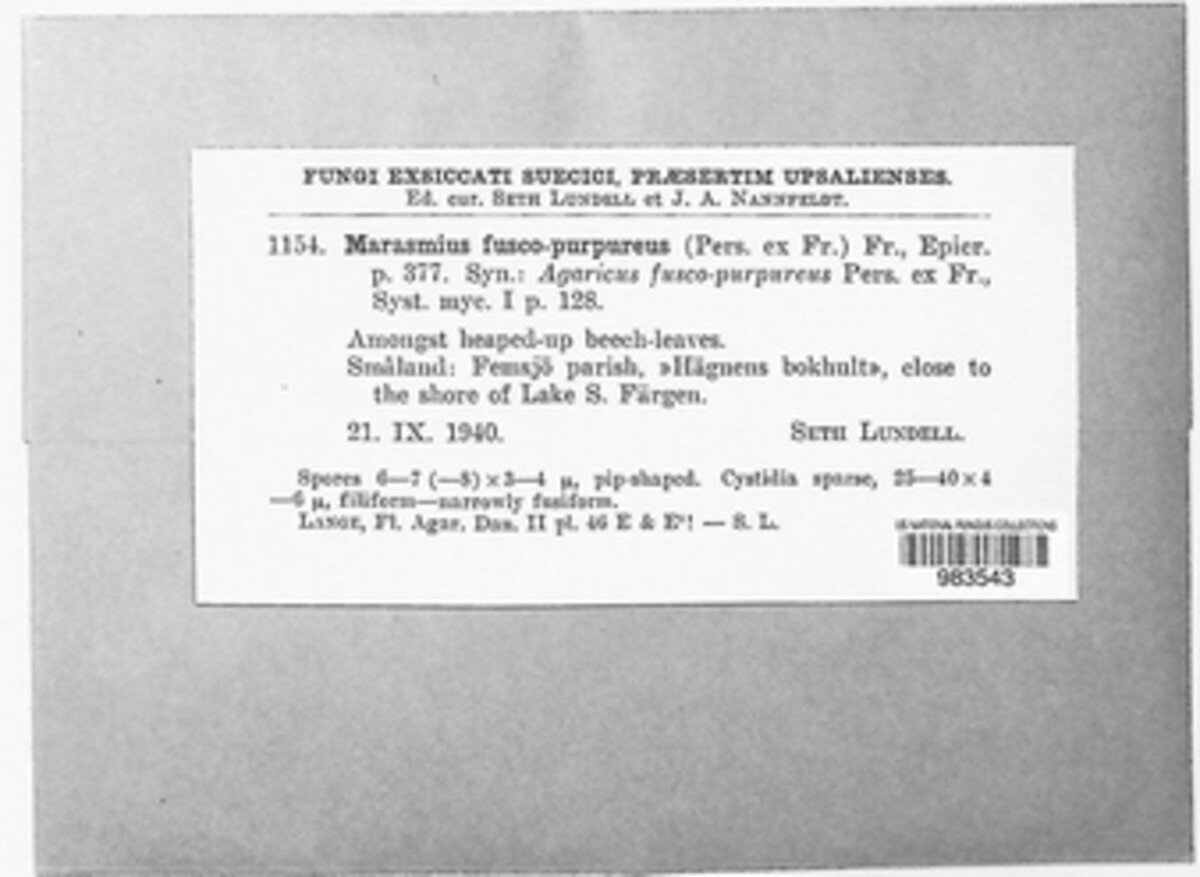 FUNGI EXSICCATI SUECICI, PRÆSERTIM UPSALIENSES.
Ed. cur. SETH LUNDELL et J. A. NANNFELDT.
1154. Marasmius fusco-purpureus (Pers. ex Fr.) Fr., Epicr.
p. 377. Syn.: Agaricus fusco-purpureus Pers. ex Fr.,
Syst. myc. I p. 128.
Amongst heaped-up beech-leaves.
Småland: Femsjö parish, »Hägnens bokhult», close to
the shore of Lake S. Färgen.
21. IX. 1940. SETH LUNDELL.
Spores 6—7 (—8) × 3—4 µ, pip-shaped. Cystidia sparse, 25—40 × 4
—6 µ, filiform—narrowly fusiform.
LANGE, Fl. Agar. Dan. II pl. 46 E & ! — S. L.
US NATIONAL FUNGUS COLLECTIONS
983543